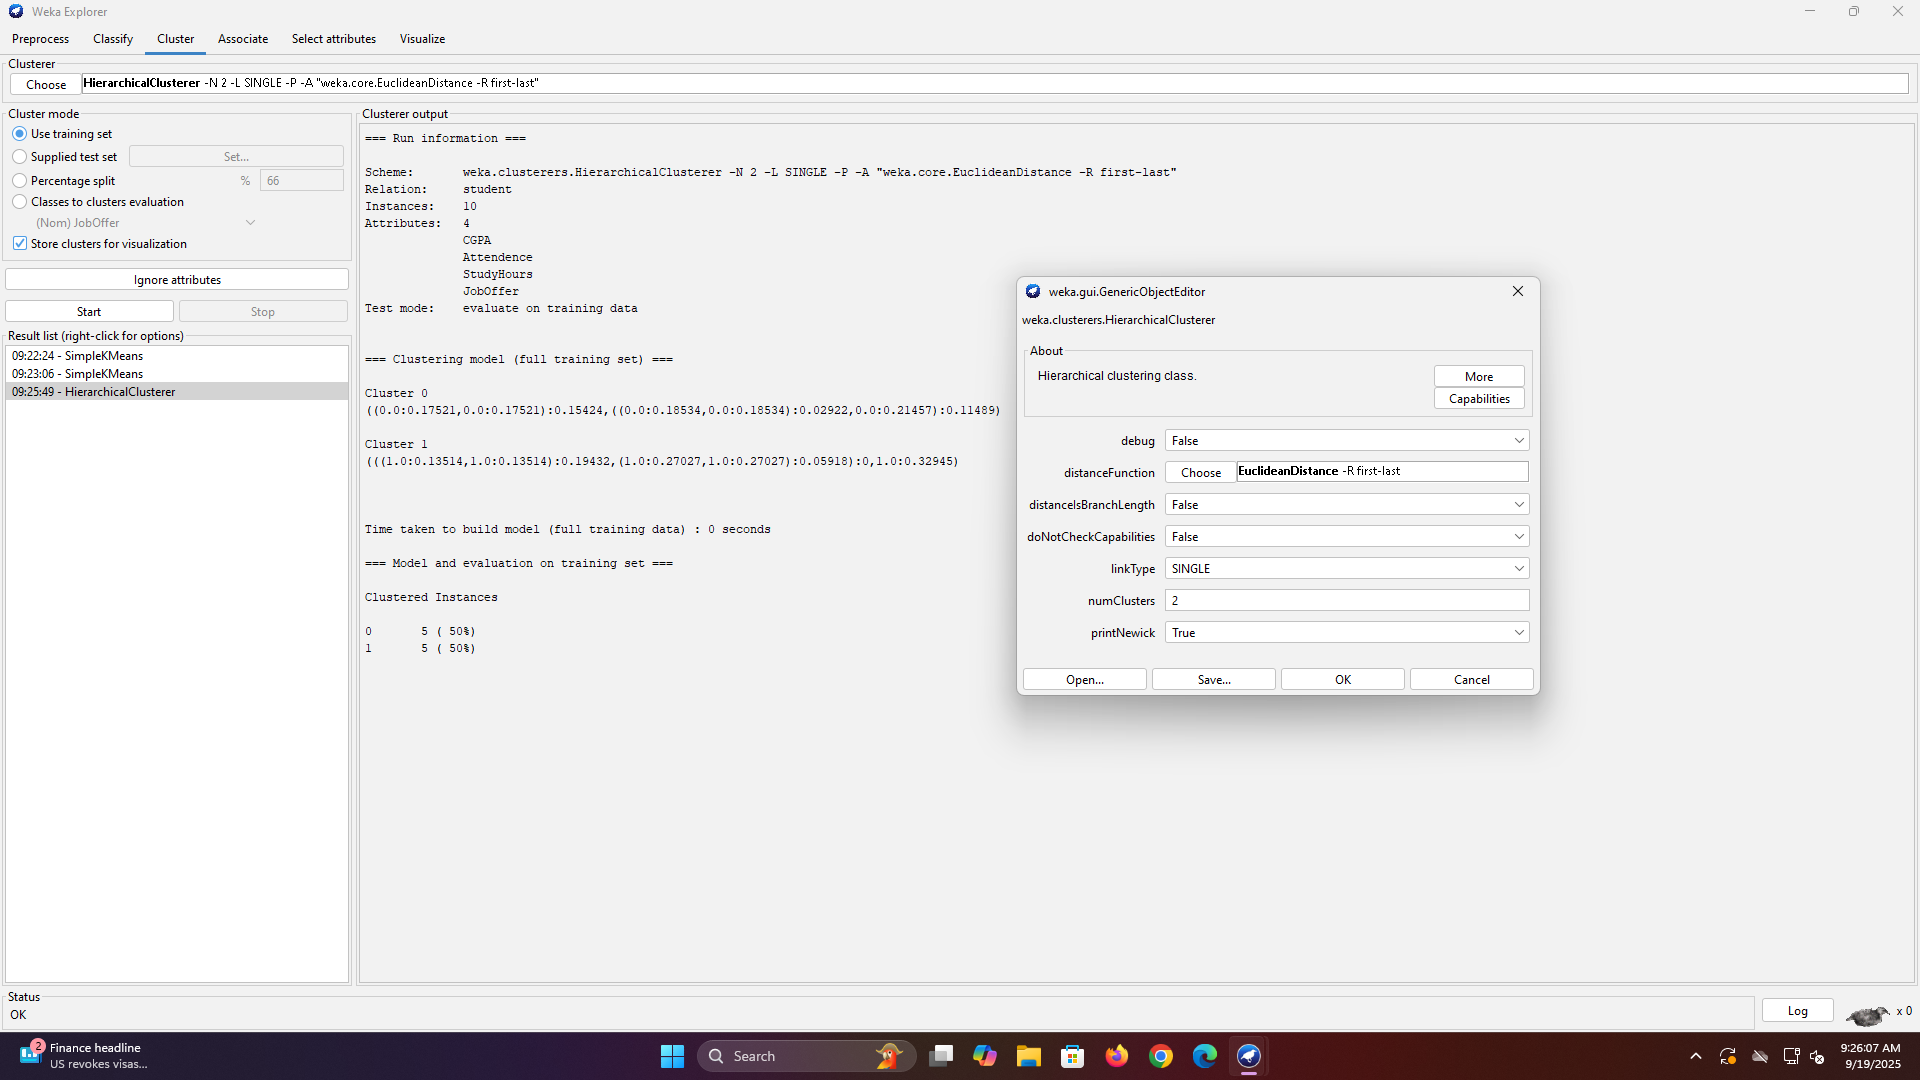 Weka Explorer
Preprocess Classify Cluster Associate Select attributes Visualize
Clusterer
Choose HierarchicalClusterer -N 2 -L SINGLE -P -A "weka.core.EuclideanDistance -R first-last"
Cluster mode
Use training set
Supplied test set Set...
Percentage split % 66
Classes to clusters evaluation
(Nom) JobOffer
Store clusters for visualization
Ignore attributes
Start Stop
Result list (right-click for options)
09:22:24 - SimpleKMeans
09:23:06 - SimpleKMeans
09:25:49 - HierarchicalClusterer
Clusterer output
=== Run information ===
Scheme: weka.clusterers.HierarchicalClusterer -N 2 -L SINGLE -P -A "weka.core.EuclideanDistance -R first-last"
Relation: student
Instances: 10
Attributes: 4
CGPA
Attendence
StudyHours
JobOffer
Test mode: evaluate on training data
=== Clustering model (full training set) ===
Cluster 0
((0.0:0.17521,0.0:0.17521):0.15424,((0.0:0.18534,0.0:0.18534):0.02922,0.0:0.21457):0.11489)
Cluster 1
(((1.0:0.13514,1.0:0.13514):0.19432,(1.0:0.27027,1.0:0.27027):0.05918):0,1.0:0.32945)
Time taken to build model (full training data) : 0 seconds
=== Model and evaluation on training set ===
Clustered Instances
0 5 ( 50%)
1 5 ( 50%)
weka.gui.GenericObjectEditor
weka.clusterers.HierarchicalClusterer
About
Hierarchical clustering class.
More
Capabilities
debug False
distanceFunction Choose EuclideanDistance -R first-last
distanceIsBranchLength False
doNotCheckCapabilities False
linkType SINGLE
numClusters 2
printNewick True
Open... Save... OK Cancel
Status
OK
Log x 0
2
Finance headline
US revokes visas...
Search
9:26:07 AM
9/19/2025